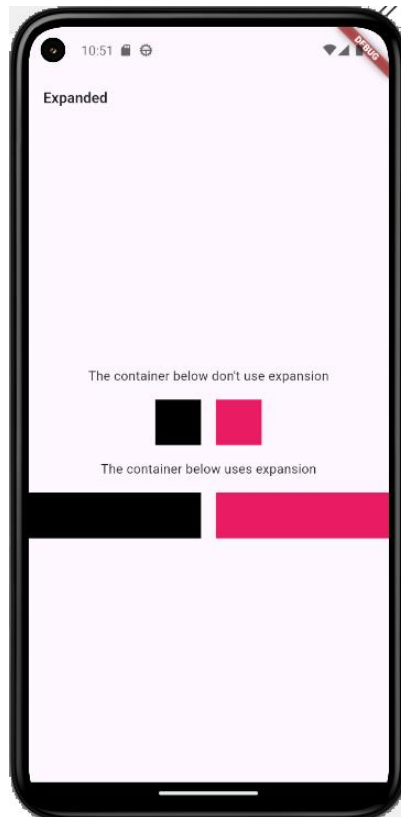 10:51
DEBUG
Expanded
The container below don't use expansion
The container below uses expansion